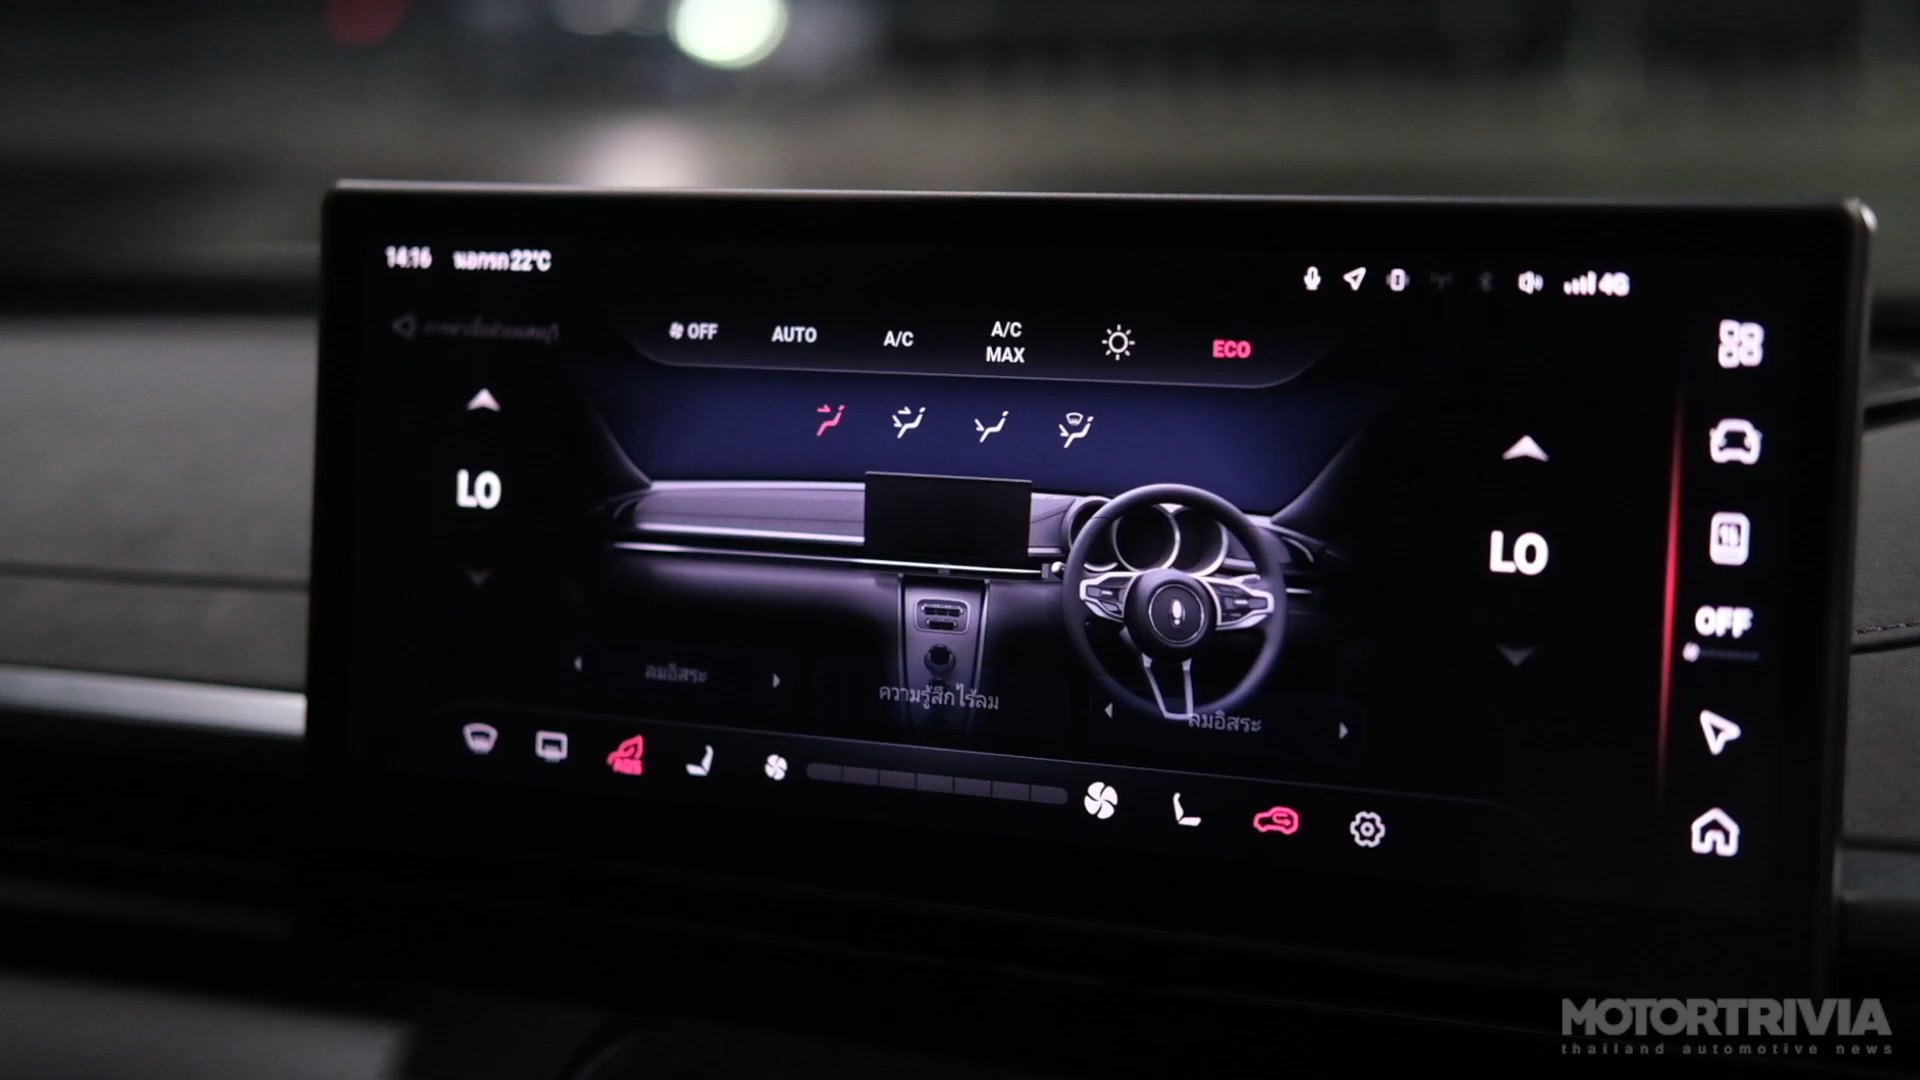 14:16 นอกรถ 22°C
4G
OFF AUTO A/C A/C MAX ECO
LO
LO
OFF
ลมอิสระ
ความรู้สึกไร้ลม
ลมอิสระ
MOTORTRIVIA
thailand automotive news